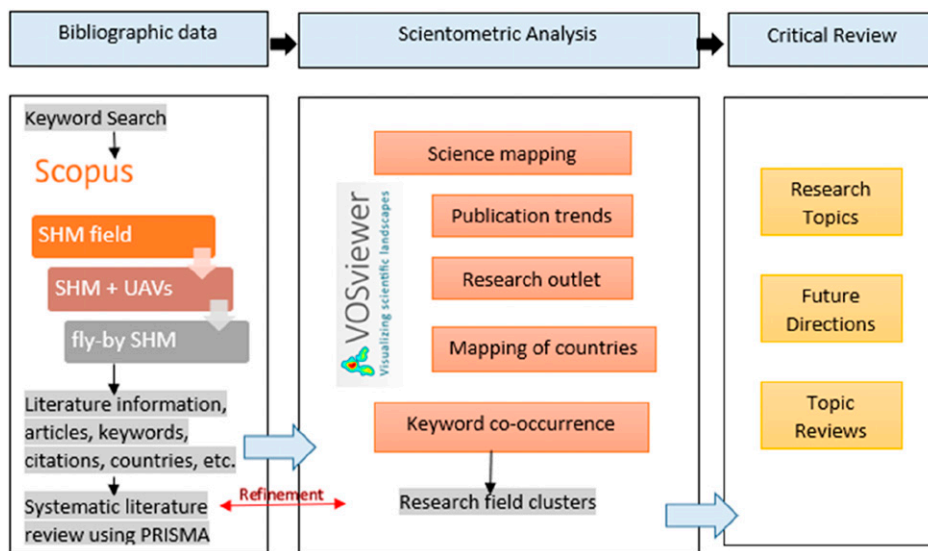 Bibliographic data
Scientometric Analysis
Critical Review
Keyword Search
Scopus
SHM field
SHM + UAVs
fly-by SHM
Literature information,
articles, keywords,
citations, countries, etc.
Systematic literature
review using PRISMA
Refinement
Science mapping
Publication trends
Research outlet
Mapping of countries
VOSviewer
Visualizing scientific landscapes
Keyword co-occurrence
Research field clusters
Research
Topics
Future
Directions
Topic
Reviews